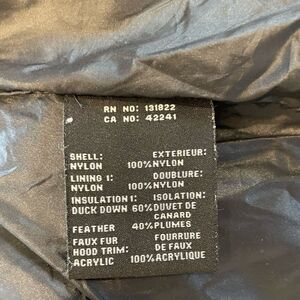 RN NO: 131822
CA NO: 42241
SHELL: EXTERIEUR:
NYLON 100% NYLON
LINING 1: DOUBLURE:
NYLON 100% NYLON
INSULATION 1: ISOLATION:
DUCK DOWN 60% DUVET DE
CANARD
FEATHER 40% PLUMES
FAUX FUR FOURRURE
HOOD TRIM: DE FAUX
ACRYLIC 100% ACRYLIQUE